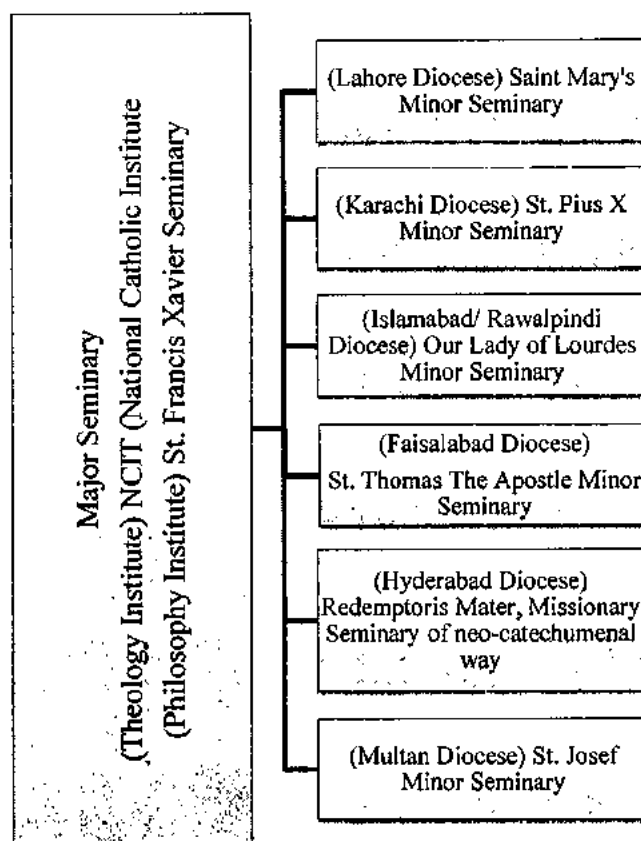 Major Seminary
(Theology Institute) NCIT (National Catholic Institute
(Philosophy Institute) St. Francis Xavier Seminary
(Lahore Diocese) Saint Mary's
Minor Seminary
(Karachi Diocese) St. Pius X
Minor Seminary
(Islamabad/ Rawalpindi
Diocese) Our Lady of Lourdes
Minor Seminary
(Faisalabad Diocese)
St. Thomas The Apostle Minor
Seminary
(Hyderabad Diocese)
Redemptoris Mater, Missionary
Seminary of neo-catechumenal
way
(Multan Diocese) St. Josef
Minor Seminary